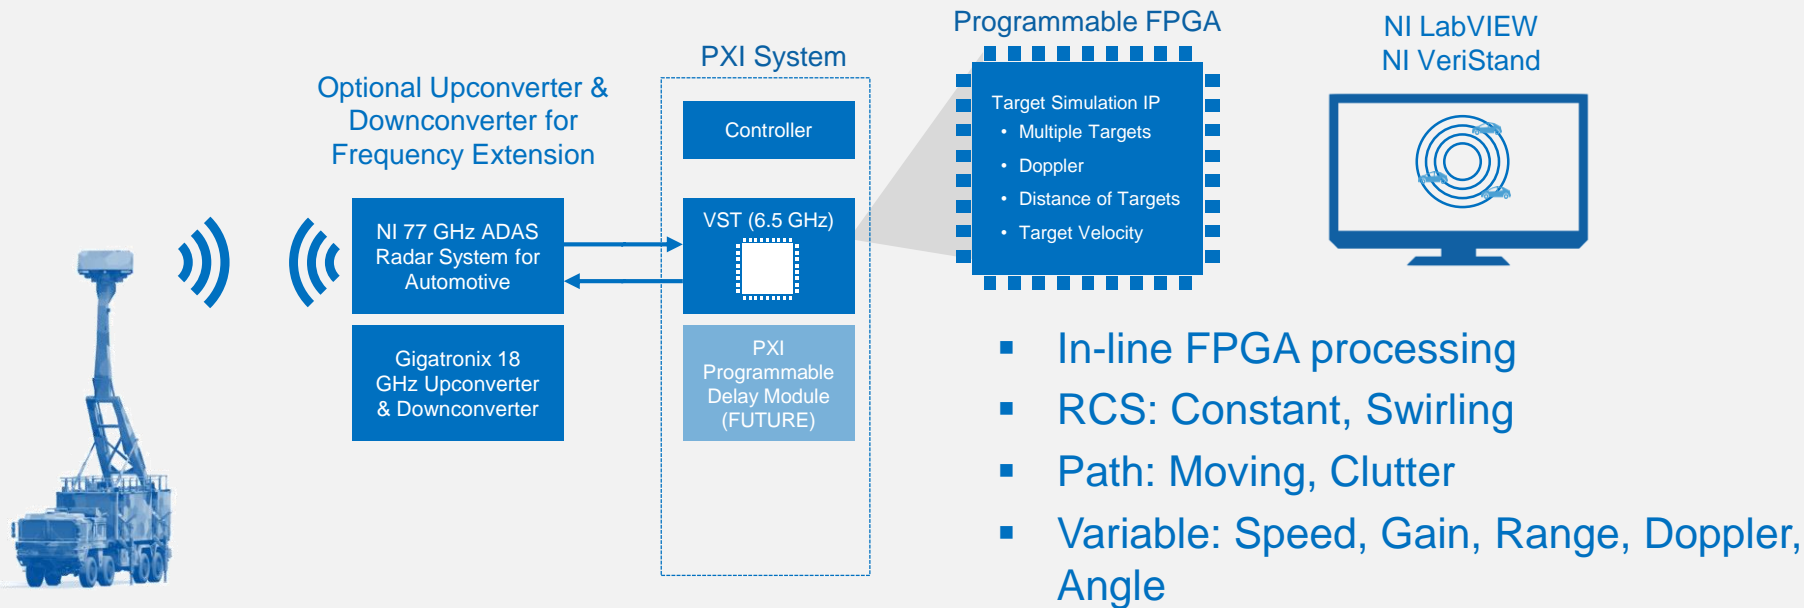 Optional Upconverter &
Downconverter for
Frequency Extension
NI 77 GHz ADAS
Radar System for
Automotive
Gigatronix 18
GHz Upconverter
& Downconverter
PXI System
Controller
VST (6.5 GHz)
PXI
Programmable
Delay Module
(FUTURE)
Programmable FPGA
Target Simulation IP
• Multiple Targets
• Doppler
• Distance of Targets
• Target Velocity
NI LabVIEW
NI VeriStand
▪ In-line FPGA processing
▪ RCS: Constant, Swirling
▪ Path: Moving, Clutter
▪ Variable: Speed, Gain, Range, Doppler,
Angle